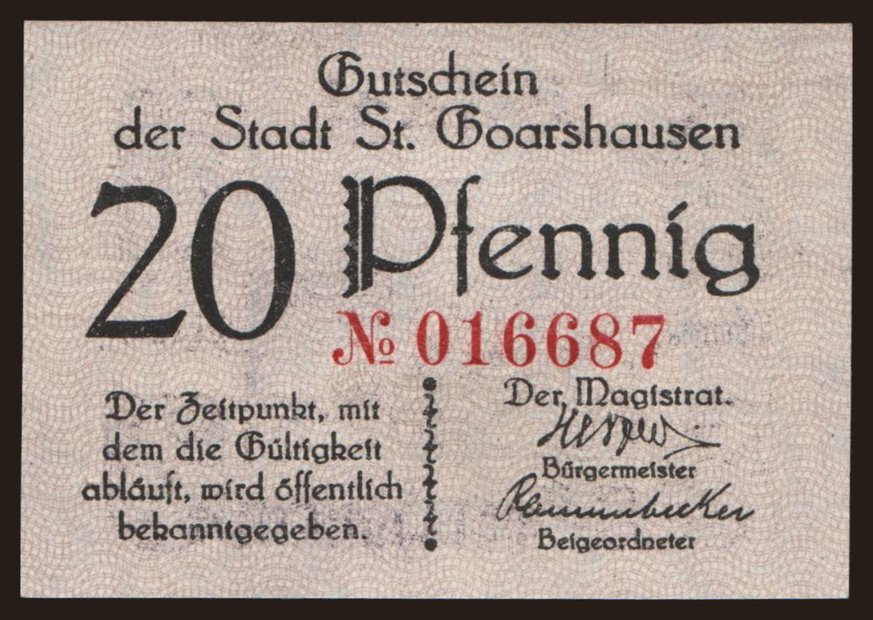 Gutschein
der Stadt St. Goarshausen
20 Pfennig
№ 016687
Der Zeitpunkt, mit
dem die Gültigkeit
abläuft, wird öffentlich
bekanntgegeben.
Der Magistrat.
Bürgermeister
Beigeordneter